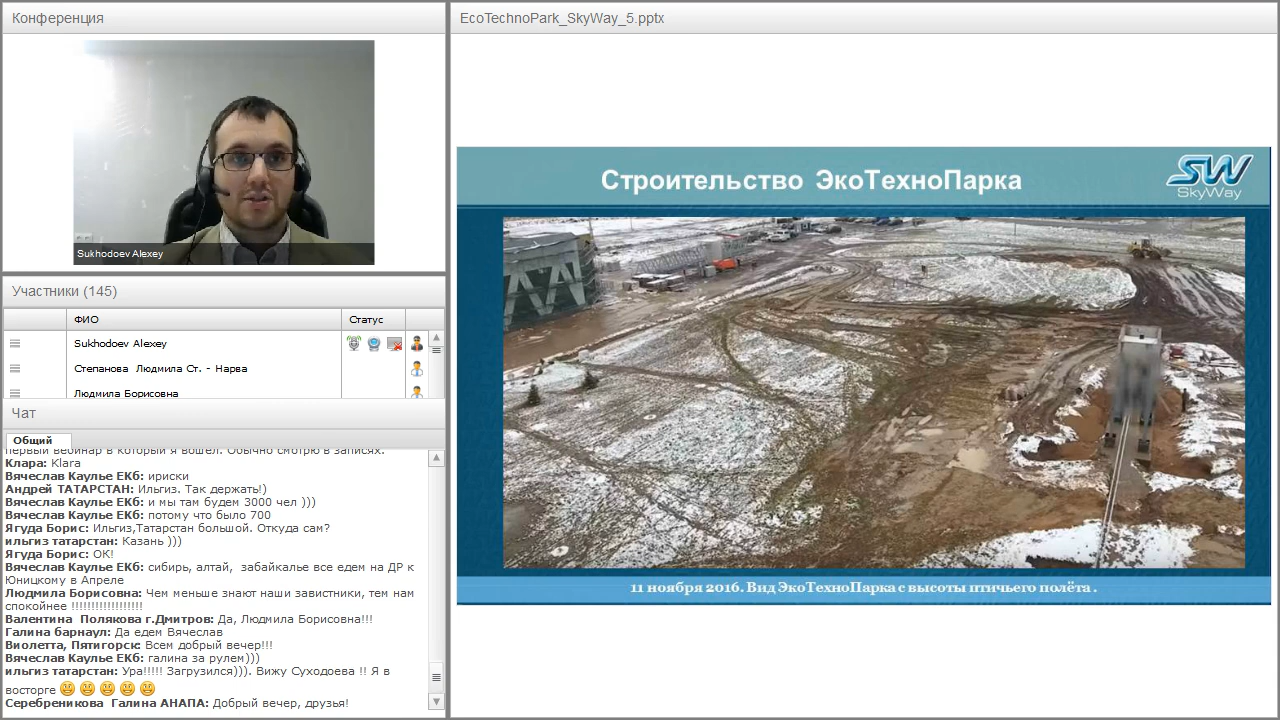 Конференция
Sukhodoev Alexey
Участники (145)
ФИО
Статус
Sukhodoev Alexey
Степанова Людмила Ст. - Нарва
Людмила Борисовна
Чат
Общий
первый вебинар в который я вошел. Обычно смотрю в записях.
Клара: Klara
Вячеслав Каулье ЕКб: ириски
Андрей ТАТАРСТАН: Ильгиз. Так держать!)
Вячеслав Каулье ЕКб: и мы там будем 3000 чел )))
Вячеслав Каулье ЕКб: потому что было 700
Ягуда Борис: Ильгиз,Татарстан большой. Откуда сам?
ильгиз татарстан: Казань )))
Ягуда Борис: ОК!
Вячеслав Каулье ЕКб: сибирь, алтай, забайкалье все едем на ДР к
Юницкому в Апреле
Людмила Борисовна: Чем меньше знают наши завистники, тем нам
спокойнее !!!!!!!!!!!!!!!!!!
Валентина Полякова г.Дмитров: Да, Людмила Борисовна!!!
Галина барнаул: Да едем Вячеслав
Виолетта, Пятигорск: Всем добрый вечер!!!
Вячеслав Каулье ЕКб: галина за рулем)))
ильгиз татарстан: Ура!!!!! Загрузился))). Вижу Суходоева !! Я в
восторге
Серебреникова Галина АНАПА: Добрый вечер, друзья!
EcoTechnoPark_SkyWay_5.pptx
Строительство ЭкоТехноПарка
SW
SkyWay
11 ноября 2016. Вид ЭкоТехноПарка с высоты птичьего полёта .